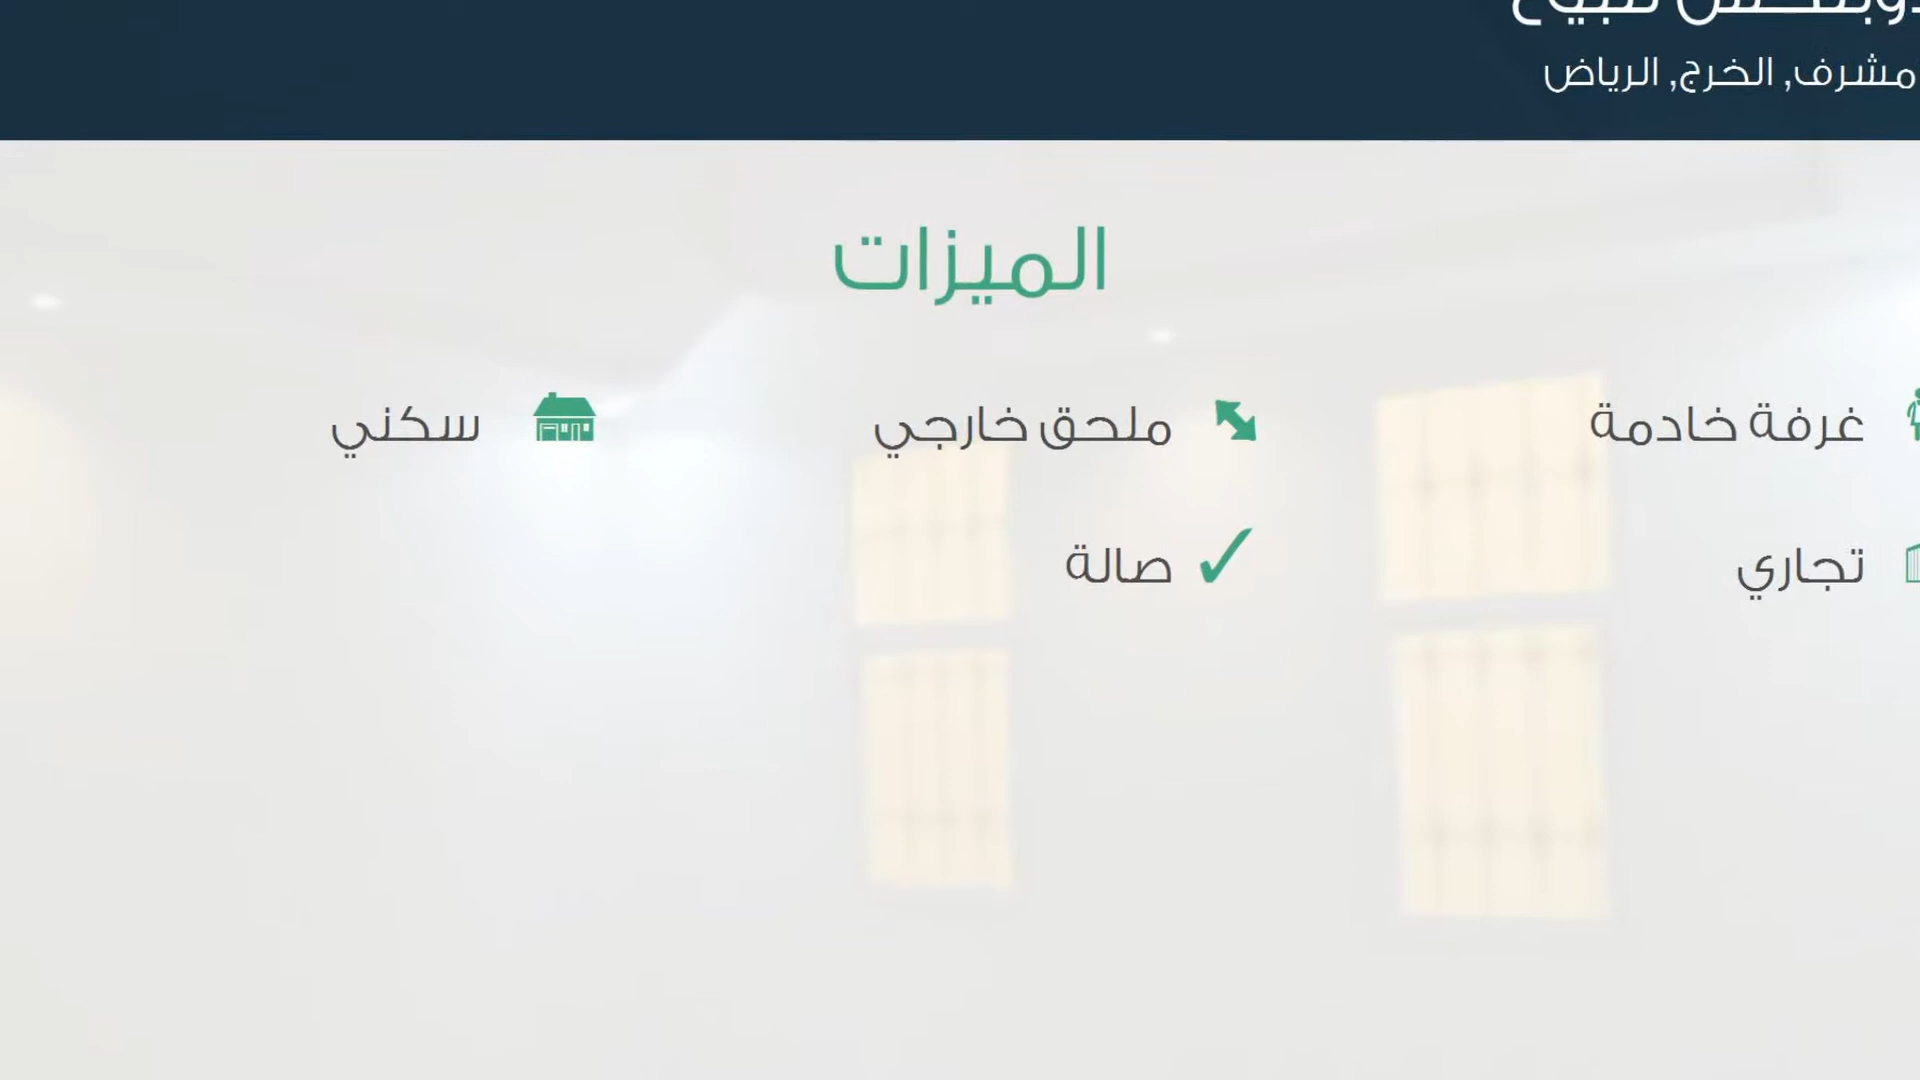 مشرف, الخرج, الرياض
الميزات
غرفة خادمة
ملحق خارجي
سكني
تجاري
صالة